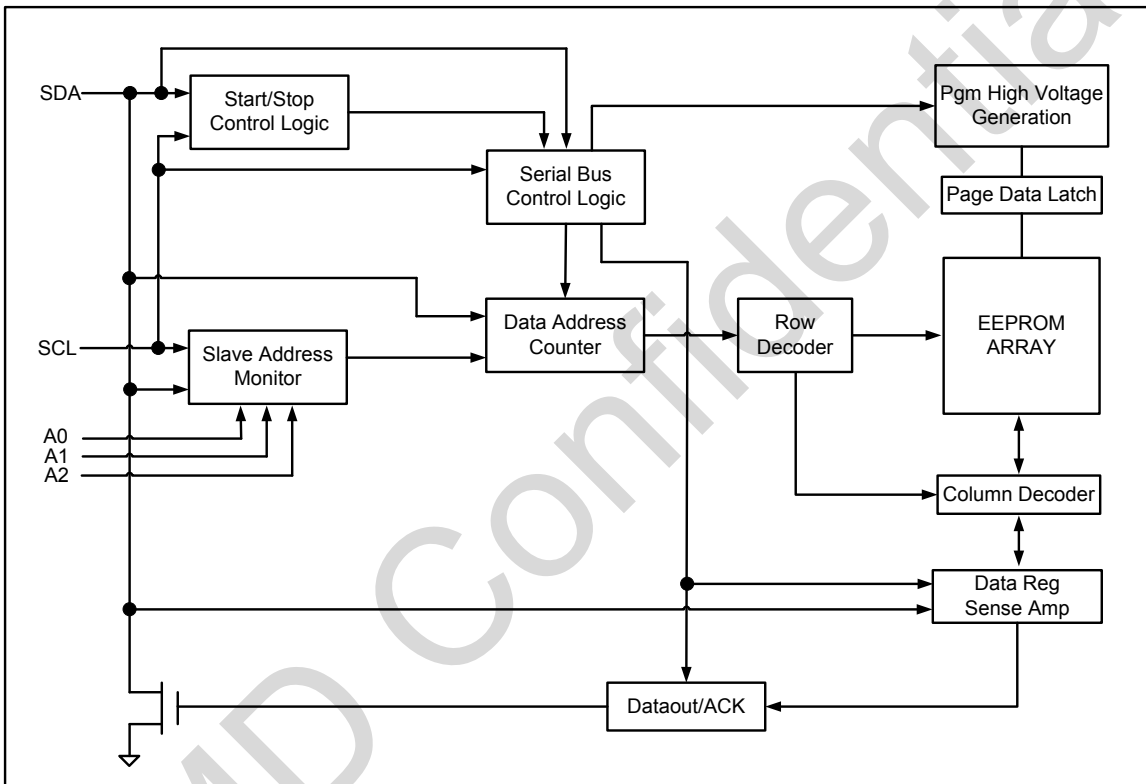 SDA
Start/Stop
Control Logic
Pgm High Voltage
Generation
Serial Bus
Control Logic
Page Data Latch
SCL
Slave Address
Monitor
Data Address
Counter
Row
Decoder
EEPROM
ARRAY
A0
A1
A2
Column Decoder
Data Reg
Sense Amp
Dataout/ACK
MD Confidential